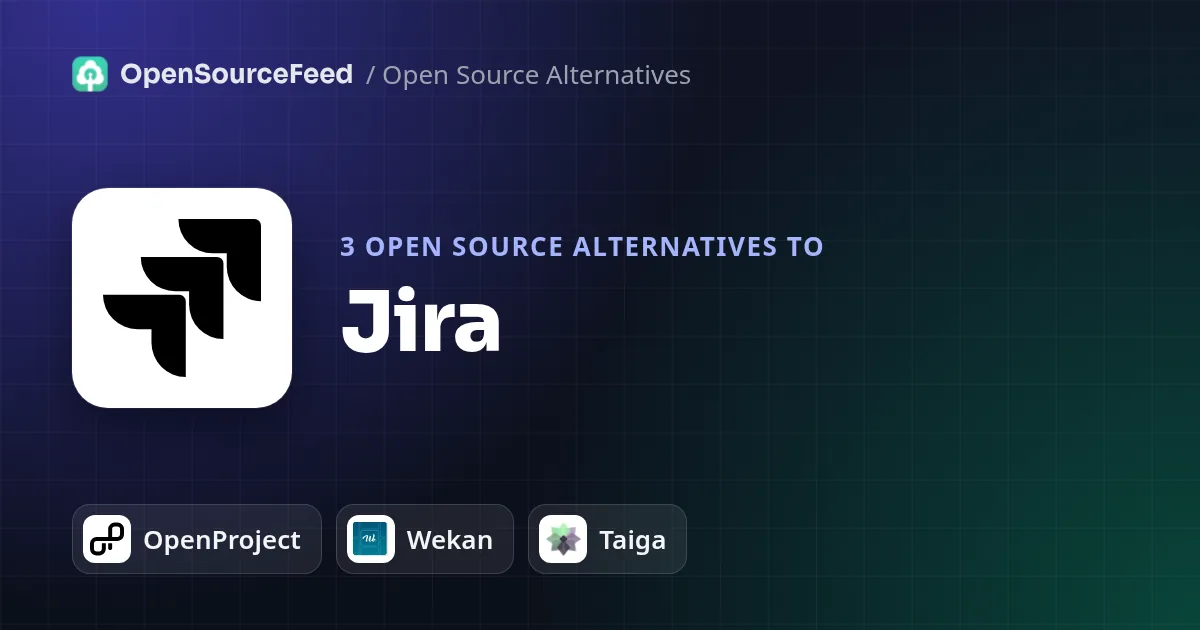 OpenSourceFeed / Open Source Alternatives
3 OPEN SOURCE ALTERNATIVES TO
Jira
OpenProject
Wekan
Taiga